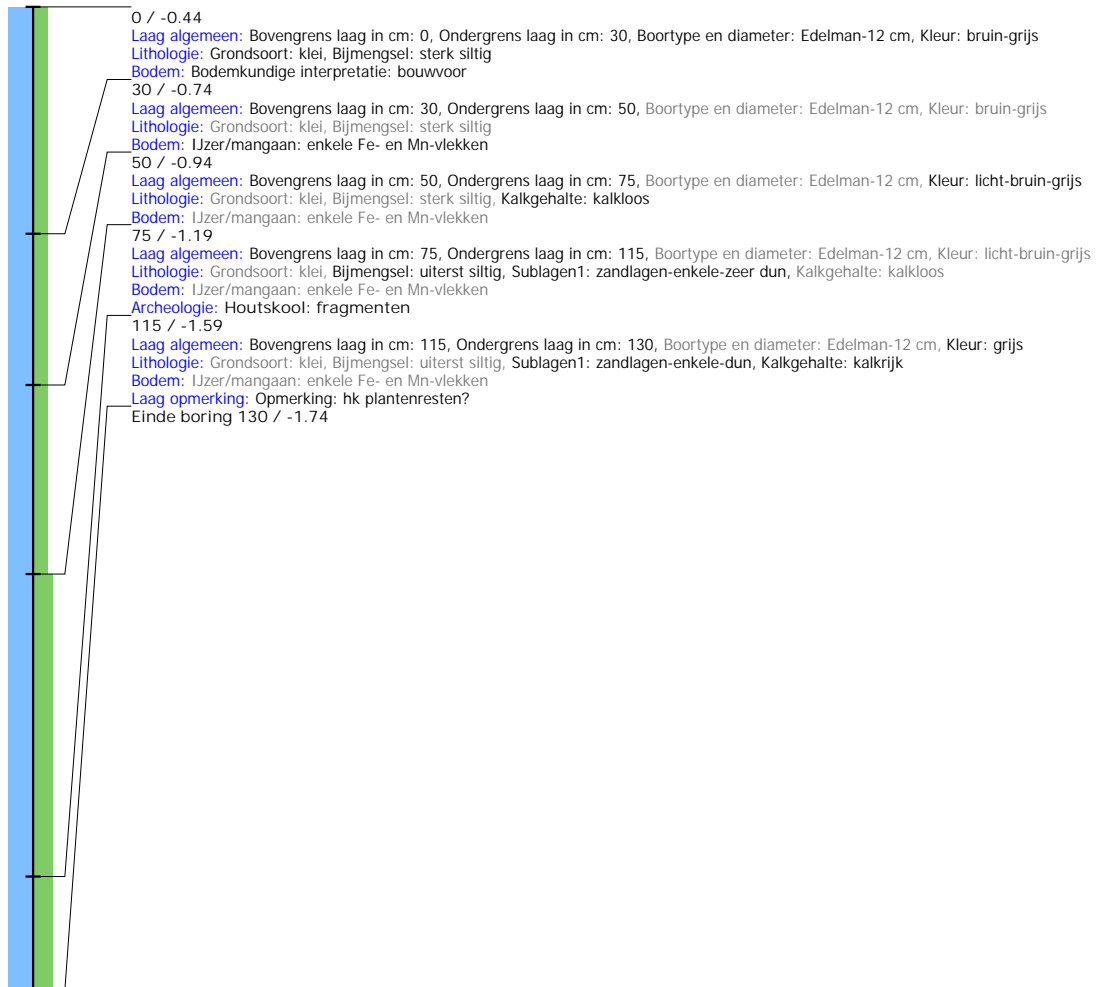 0 / -0.44
Laag algemeen: Bovengrens laag in cm: 0, Ondergrens laag in cm: 30, Boortype en diameter: Edelman-12 cm, Kleur: bruin-grijs
Lithologie: Grondsoort: klei, Bijmengsel: sterk siltig
Bodem: Bodemkundige interpretatie: bouwvoor
30 / -0.74
Laag algemeen: Bovengrens laag in cm: 30, Ondergrens laag in cm: 50, Boortype en diameter: Edelman-12 cm, Kleur: bruin-grijs
Lithologie: Grondsoort: klei, Bijmengsel: sterk siltig
Bodem: IJzer/mangaan: enkele Fe- en Mn-vlekken
50 / -0.94
Laag algemeen: Bovengrens laag in cm: 50, Ondergrens laag in cm: 75, Boortype en diameter: Edelman-12 cm, Kleur: licht-bruin-grijs
Lithologie: Grondsoort: klei, Bijmengsel: sterk siltig, Kalkgehalte: kalkloos
Bodem: IJzer/mangaan: enkele Fe- en Mn-vlekken
75 / -1.19
Laag algemeen: Bovengrens laag in cm: 75, Ondergrens laag in cm: 115, Boortype en diameter: Edelman-12 cm, Kleur: licht-bruin-grijs
Lithologie: Grondsoort: klei, Bijmengsel: uiterst siltig, Sublagen1: zandlagen-enkele-zeer dun, Kalkgehalte: kalkloos
Bodem: IJzer/mangaan: enkele Fe- en Mn-vlekken
Archeologie: Houtskool: fragmenten
115 / -1.59
Laag algemeen: Bovengrens laag in cm: 115, Ondergrens laag in cm: 130, Boortype en diameter: Edelman-12 cm, Kleur: grijs
Lithologie: Grondsoort: klei, Bijmengsel: uiterst siltig, Sublagen1: zandlagen-enkele-dun, Kalkgehalte: kalkrijk
Bodem: IJzer/mangaan: enkele Fe- en Mn-vlekken
Laag opmerking: Opmerking: hk plantenresten?
Einde boring 130 / -1.74